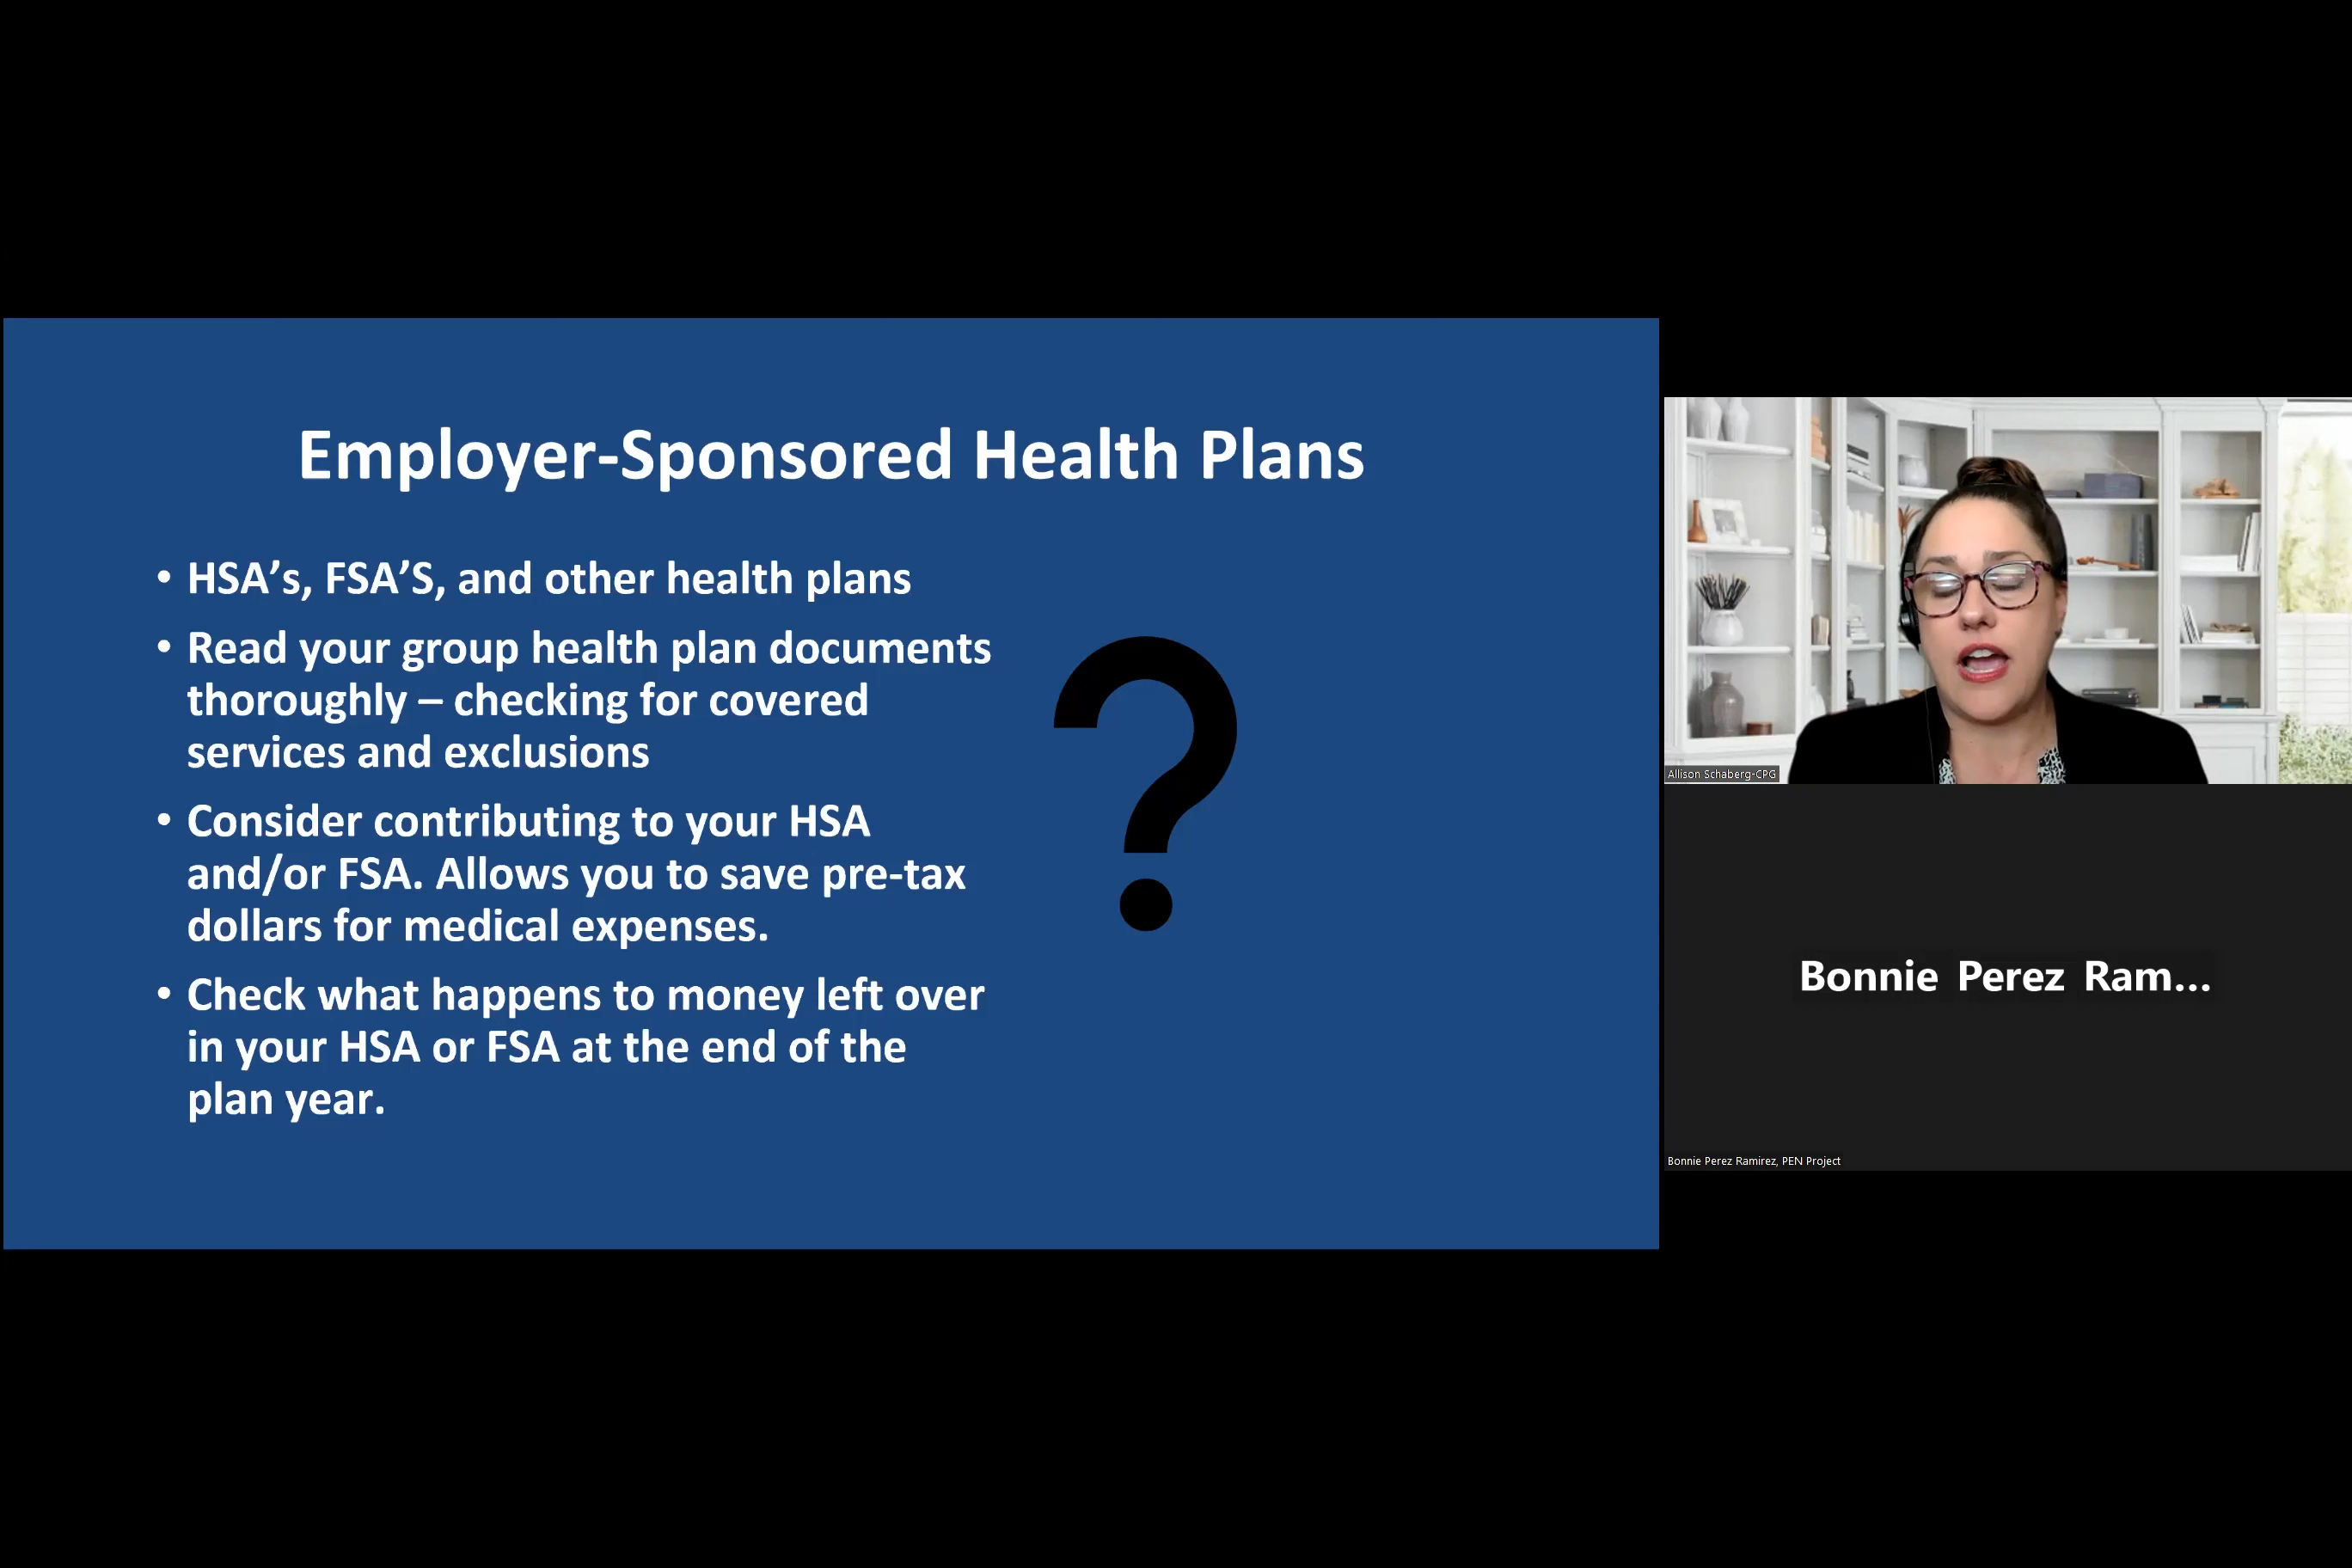 Employer-Sponsored Health Plans
• HSA’s, FSA’S, and other health plans
• Read your group health plan documents
thoroughly – checking for covered
services and exclusions
• Consider contributing to your HSA
and/or FSA. Allows you to save pre-tax
dollars for medical expenses.
• Check what happens to money left over
in your HSA or FSA at the end of the
plan year.
?
Allison Schaberg-CPG
Bonnie Perez Ram...
Bonnie Perez Ramirez, PEN Project